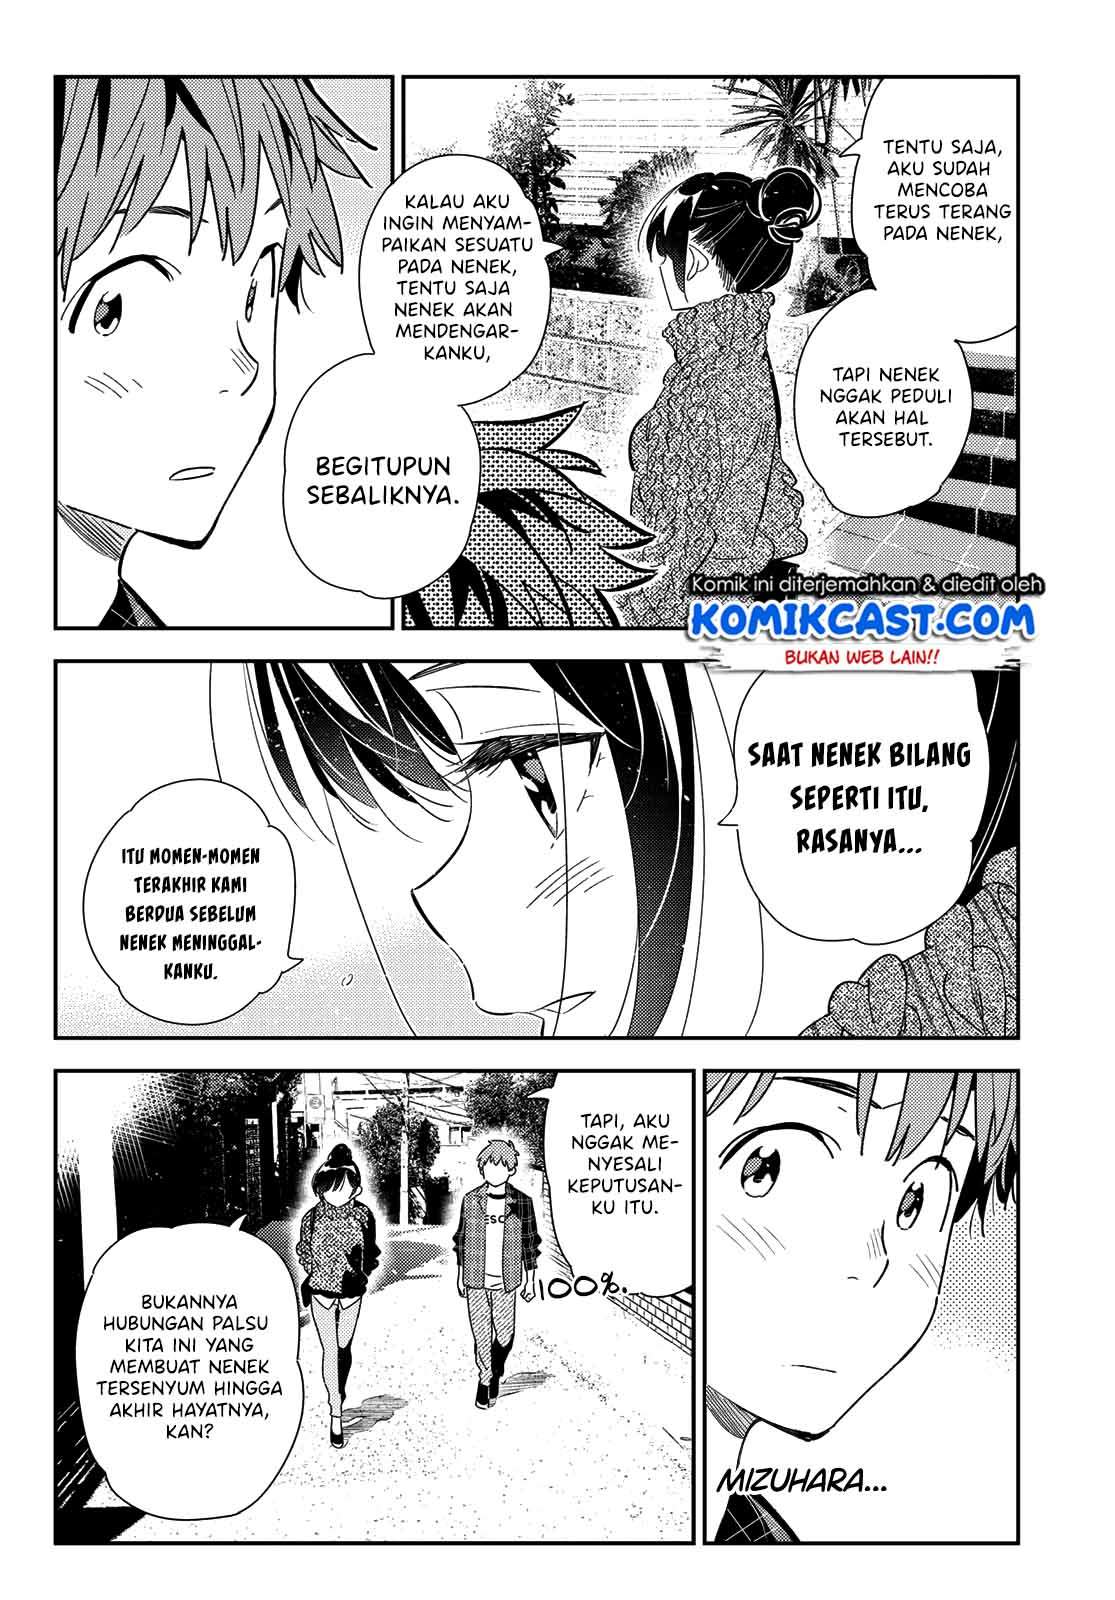 TENTU SAJA,
AKU SUDAH
MENCOBA
TERUS TERANG
PADA NENEK,
TAPI NENEK
NGGAK PEDULI
AKAN HAL
TERSEBUT.
KALAU AKU
INGIN MENYAM-
PAIKAN SESUATU
PADA NENEK,
TENTU SAJA
NENEK AKAN
MENDENGAR-
KANKU,
BEGITUPUN
SEBALIKNYA.
Komik ini diterjemahkan & diedit oleh
KOMIKCAST.COM
BUKAN WEB LAIN!!
SAAT NENEK BILANG
SEPERTI ITU,
RASANYA...
ITU MOMEN-MOMEN
TERAKHIR KAMI
BERDUA SEBELUM
NENEK MENINGGAL-
KANKU.
MIZUHARA...
TAPI, AKU
NGGAK ME-
NYESALI
KEPUTUSAN-
KU ITU.
100%.
ESC
BUKANNYA
HUBUNGAN PALSU
KITA INI YANG
MEMBUAT NENEK
TERSENYUM HINGGA
AKHIR HAYATNYA,
KAN?